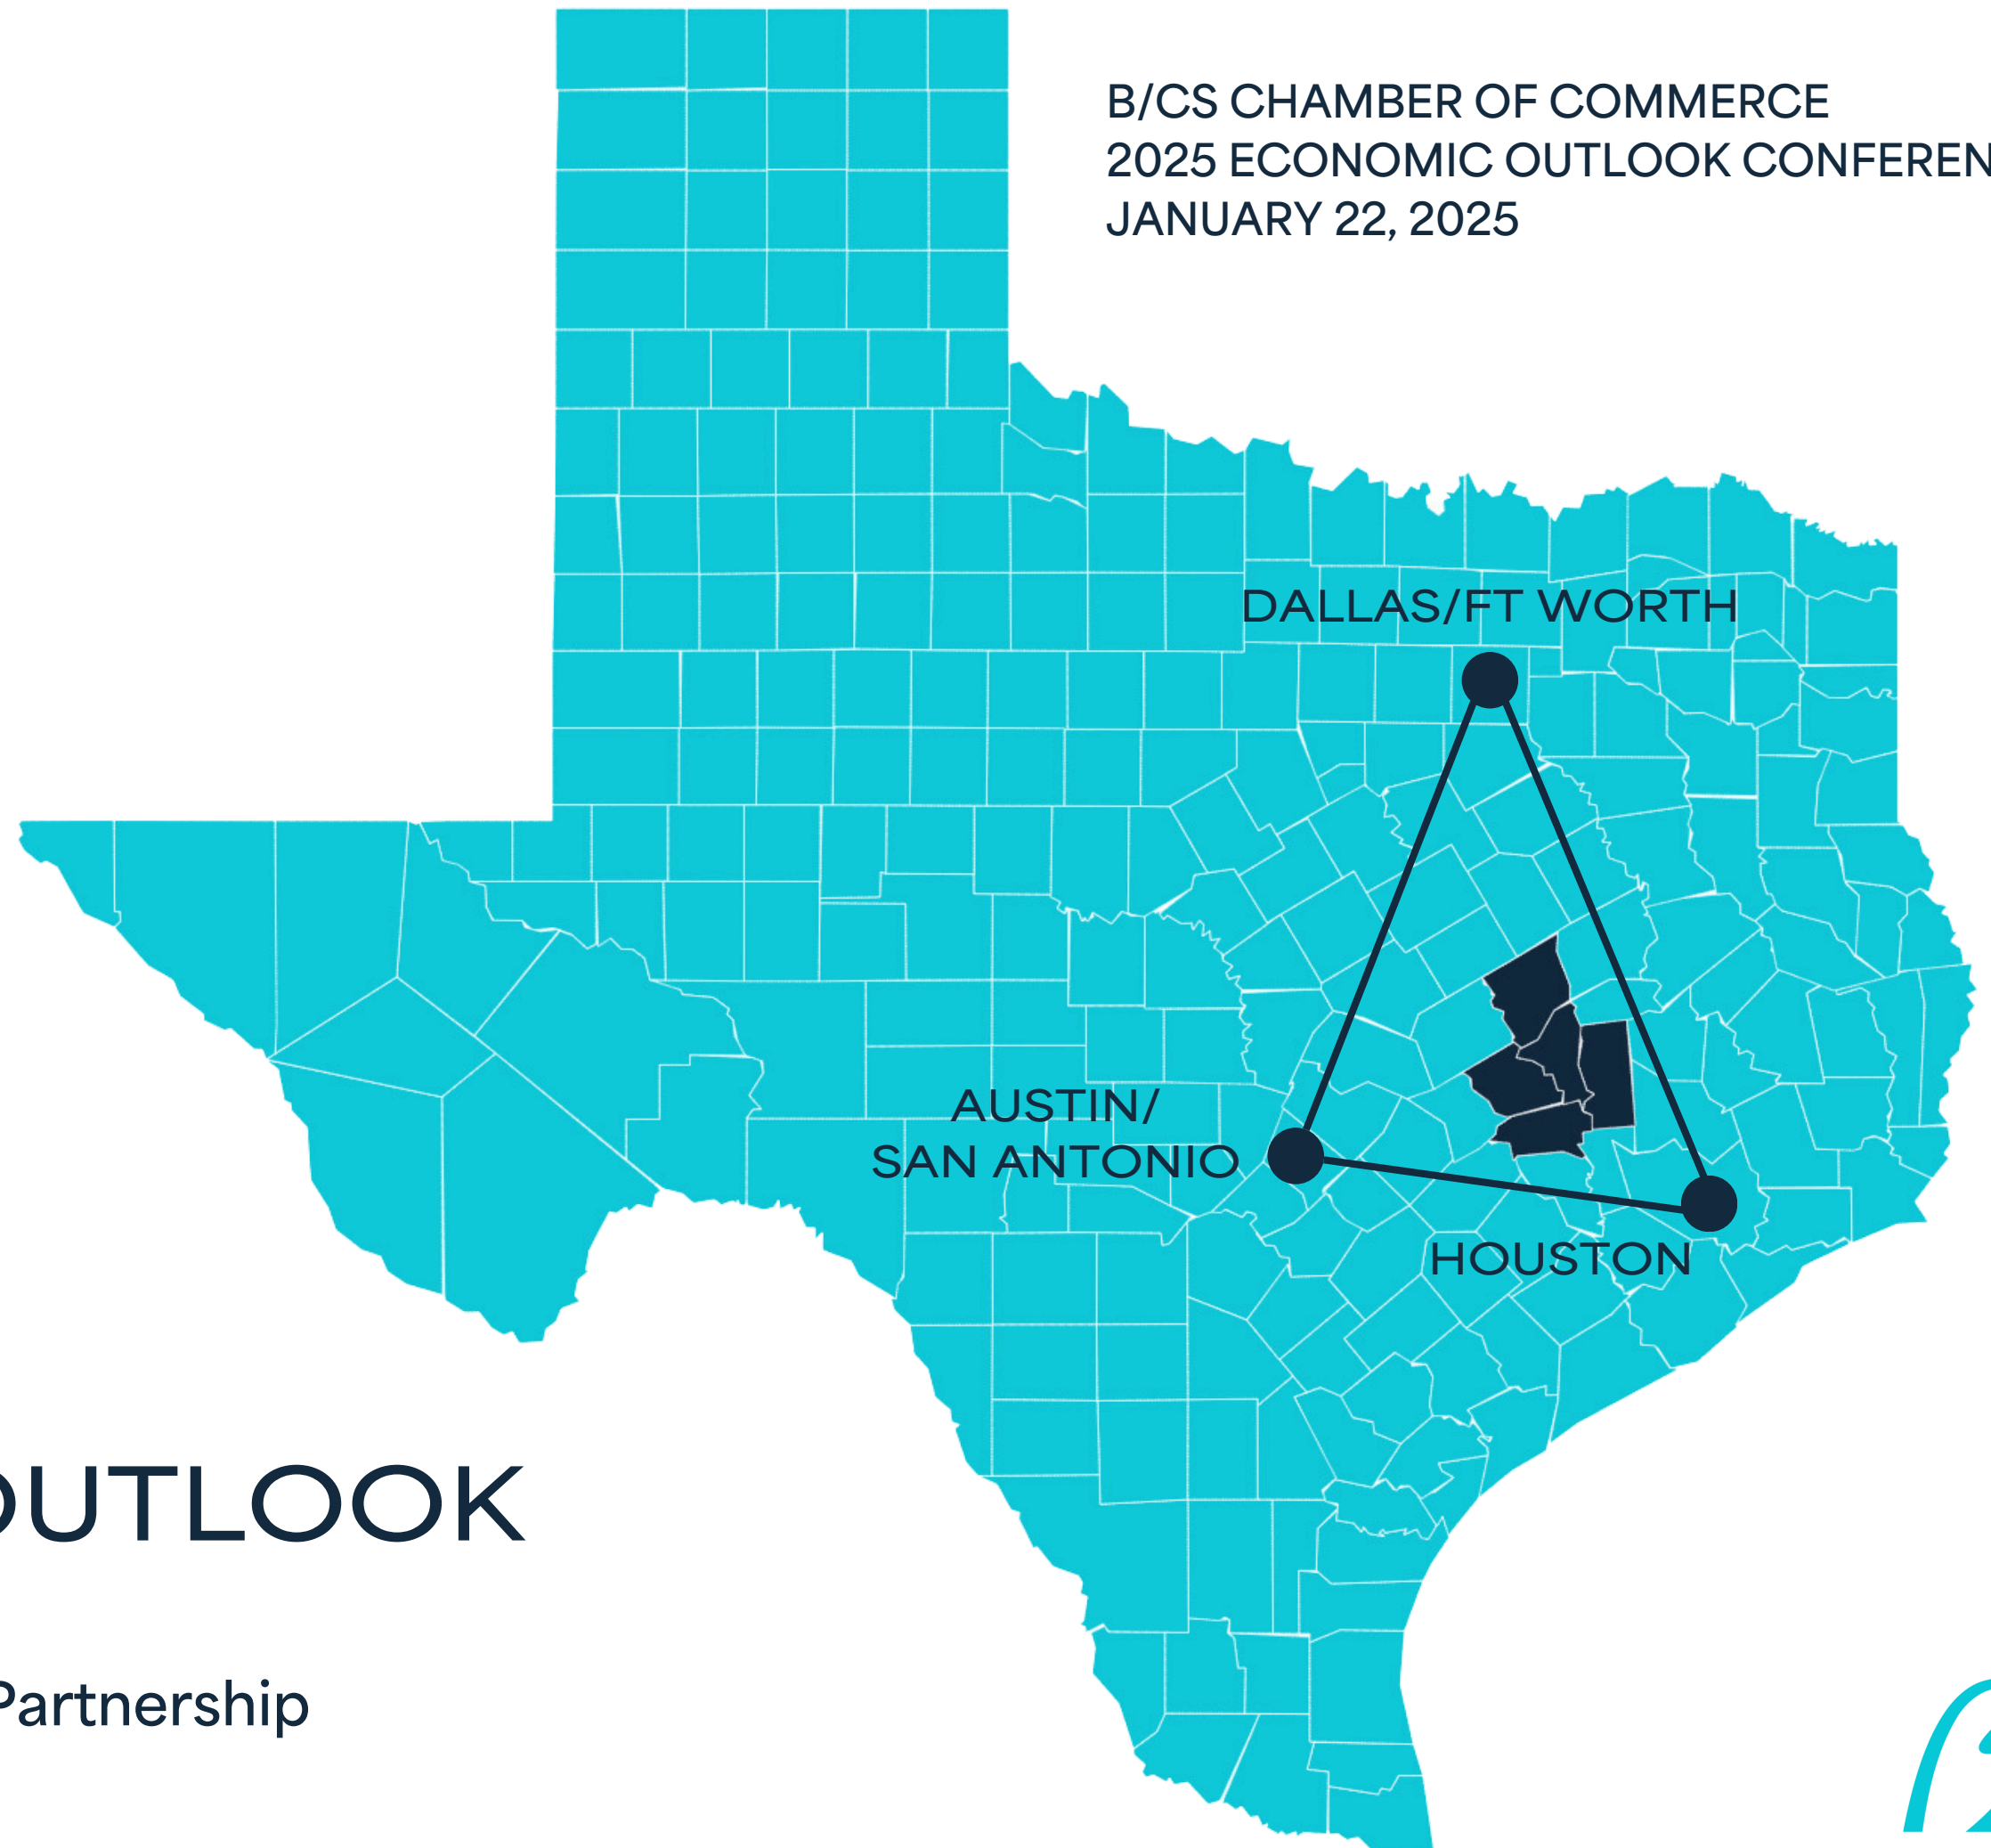 B/CS CHAMBER OF COMMERCE
2025 ECONOMIC OUTLOOK CONFEREN
JANUARY 22, 2025
DALLAS/FT WORTH
AUSTIN/
SAN ANTONIO
HOUSTON
OUTLOOK
Partnership